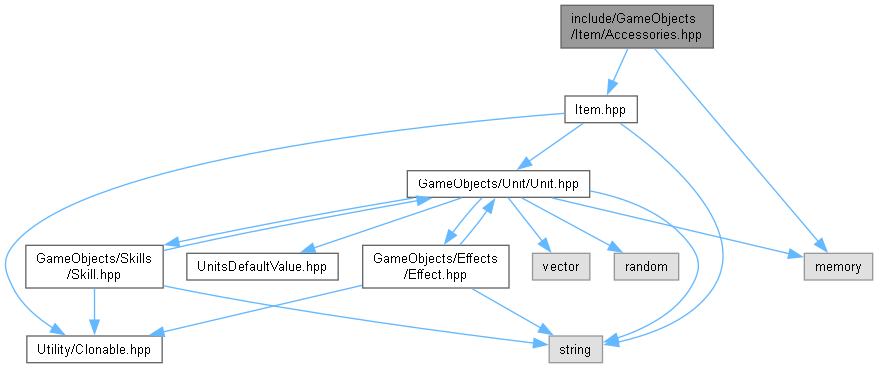 include/GameObjects
/Item/Accessories.hpp
Item.hpp
GameObjects/Unit/Unit.hpp
GameObjects/Skills
/Skill.hpp
UnitsDefaultValue.hpp
GameObjects/Effects
/Effect.hpp
vector
random
memory
Utility/Clonable.hpp
string